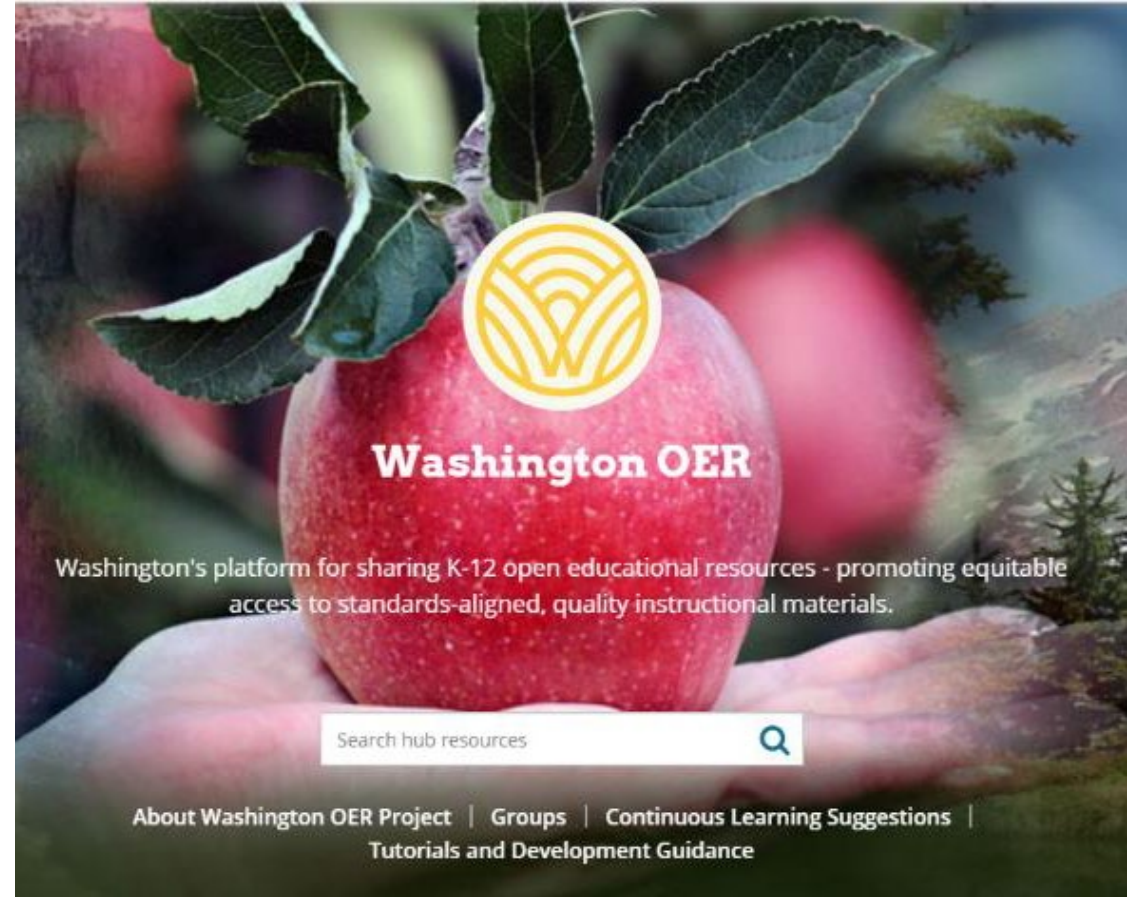 Washington OER
Washington's platform for sharing K-12 open educational resources - promoting equitable
access to standards-aligned, quality instructional materials.
Search hub resources
About Washington OER Project | Groups | Continuous Learning Suggestions |
Tutorials and Development Guidance